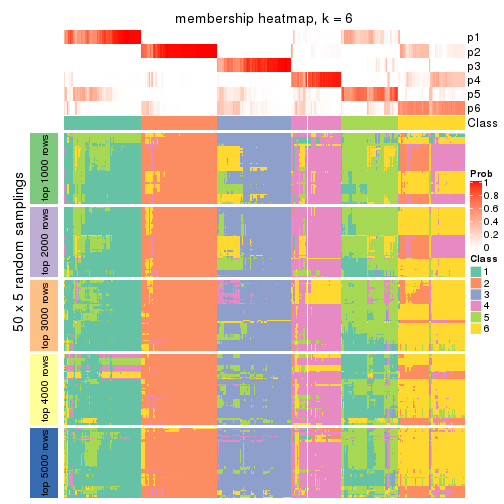 membership heatmap, k = 6
p1
p2
p3
p4
p5
p6
Class
50 x 5 random samplings
top 1000 rows
top 2000 rows
top 3000 rows
top 4000 rows
top 5000 rows
Prob
1
0.8
0.6
0.4
0.2
0
Class
1
2
3
4
5
6